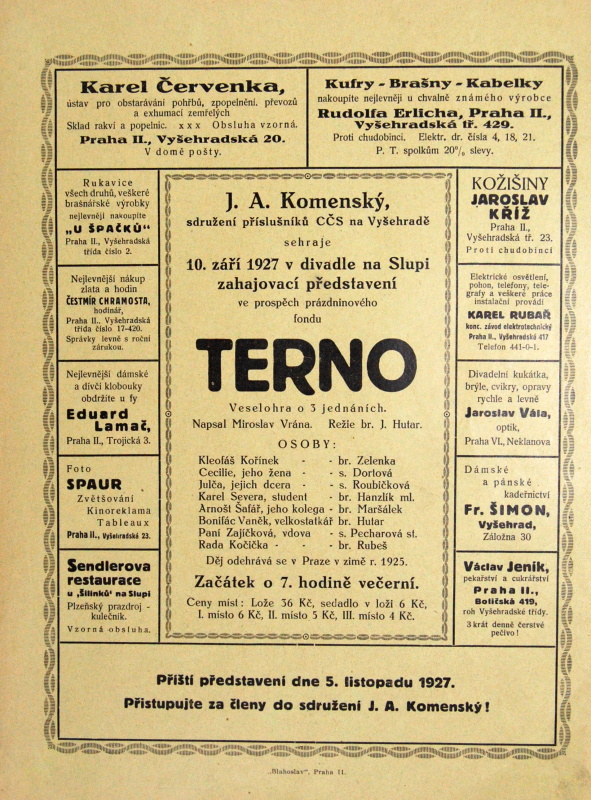 Karel Červenka,
ústav pro obstarávání pohřbů, zpopelnění, převozů
a exhumací zemřelých
Sklad rakví a popelnic. xxx Obsluha vzorná.
Praha II., Vyšehradská 20.
V domě pošty.
Kufry - Brašny - Kabelky
nakoupíte nejlevněji u chvalně známého výrobce
Rudolfa Erlicha, Praha II.,
Vyšehradská tř. 429.
Proti chudobinci. Elektr. dr. čísla 4, 18, 21.
P. T. spolkům 20% slevy.
Rukavice
všech druhů, veškeré
brašnářské výrobky
nejlevněji nakoupíte
„U ŠPAČKŮ“
Praha II., Vyšehradská
třída číslo 2.
Nejlevnější nákup
zlata a hodin
ČESTMÍR CHRAMOSTA,
hodinář,
Praha II., Vyšehradská
třída číslo 17-420.
Správky levně s roční
zárukou.
Nejlevnější dámské
a dívčí klobouky
obdržíte u fy
Eduard
Lamač,
Praha II., Trojická 3.
Foto
SPAUR
Zvětšování
Kinoreklama
Tableaux
Praha II., Vyšehradská 23.
Sendlerova
restaurace
u „Šilinků“ na Slupi
Plzeňský prazdroj -
kulečník.
Vzorná obsluha.
J. A. Komenský,
sdružení příslušníků CČS na Vyšehradě
sehraje
10. září 1927 v divadle na Slupi
zahajovací představení
ve prospěch prázdninového
fondu
TERNO
Veselohra o 3 jednáních.
Napsal Miroslav Vrána. Režie br. J. Hutar.
OSOBY:
Kleofáš Kořínek - br. Zelenka
Cecilie, jeho žena - - s. Dortová
Julča, jejich dcera - - s. Roubíčková
Karel Severa, student - br. Hanzlík ml.
Arnošt Šafář, jeho kolega - br. Maršálek
Bonifác Vaněk, velkostatkář br. Hutar
Paní Zajíčková, vdova - s. Pecharová st.
Rada Kočička - - - br. Rubeš
Děj odehrává se v Praze v zimě r. 1925.
Začátek o 7. hodině večerní.
Ceny míst: Lože 36 Kč, sedadlo v loži 6 Kč,
I. místo 6 Kč, II. místo 5 Kč, III. místo 4 Kč.
KOŽIŠINY
JAROSLAV
KŘÍŽ
Praha II.,
Vyšehradská tř. 23.
Proti chudobinci
Elektrické osvětlení,
pohon, telefony, tele-
grafy a veškeré práce
instalační provádí
KAREL RUBAŘ
konc. závod elektrotechnický
Praha II., Vyšehradská 417
Telefon 441-0-1.
Divadelní kukátka,
brýle, cvikry, opravy
rychle a levně
Jaroslav Vála,
optik,
Praha VI., Neklanova
Dámské
a pánské
kadeřnictví
Fr. ŠIMON,
Vyšehrad,
Záložna 30
Václav Jeník,
pekařství a cukrářství
Praha II.,
Botičská 419,
roh Vyšehradské třídy.
3 krát denně čerstvé
pečivo!
Příští představení dne 5. listopadu 1927.
Přistupujte za členy do sdružení J. A. Komenský!
„Blahoslav“, Praha II.